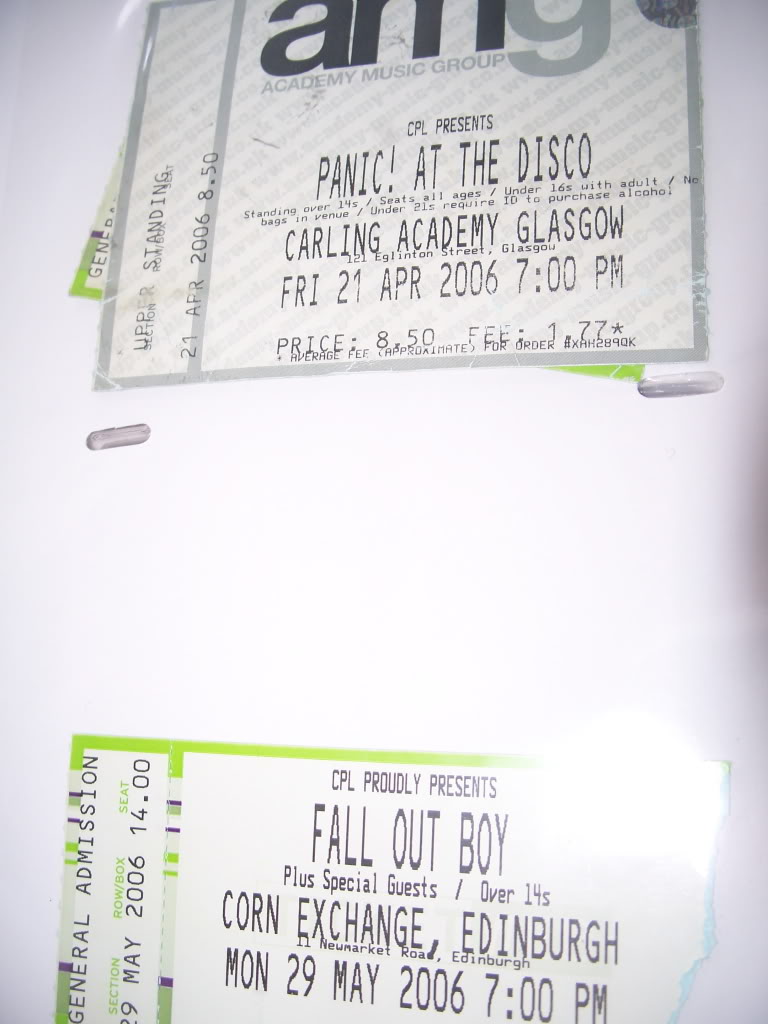 amg
ACADEMY MUSIC GROUP
CPL PRESENTS
PANIC! AT THE DISCO
Standing over 14s / Seats all ages / Under 16s with adult / No
bags in venue / Under 21s require ID to purchase alcohol
CARLING ACADEMY GLASGOW
121 Eglinton Street, Glasgow
FRI 21 APR 2006 7:00 PM
PRICE: 8.50 FEE: 1.77*
* AVERAGE FEE (APPROXIMATE) FOR ORDER #XAH289QK
UPPER STANDING
SECTION ROW/BOX SEAT
21 APR 2006 8.50
GENERA
CPL PROUDLY PRESENTS
FALL OUT BOY
Plus Special Guests / Over 14s
CORN EXCHANGE, EDINBURGH
11 Newmarket Road, Edinburgh
MON 29 MAY 2006 7:00 PM
GENERAL ADMISSION
SECTION ROW/BOX SEAT
29 MAY 2006 14.00